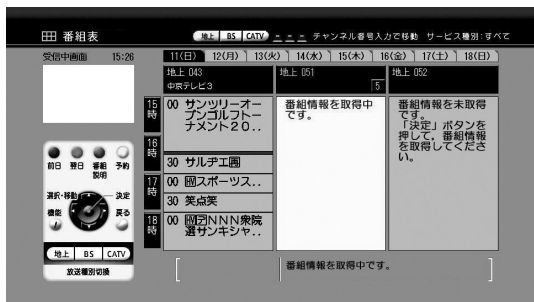 番組表
地上 BS CATV _ _ _ チャンネル番号入力で移動 サービス種別:すべて
受信中画面 15:26
11(日) 12(月) 13(火) 14(水) 15(木) 16(金) 17(土) 18(日)
地上 043
中京テレビ3
地上 051
5
地上 052
15時
16時
17時
18時
00 サンツリーオー
プンゴルフトー
ナメント20..
30 サルヂエ
00 スポーツス..
30 笑点笑
00 NNN衆院
選サンキシャ..
番組情報を取得中
です。
番組情報を未取得
です。
「決定」ボタンを
押して、番組情報
を取得してくださ
い。
前日 翌日 番組説明 予約
選択・移動 決定
機能 戻る
地上 BS CATV
放送種別切換
番組情報を取得中です。